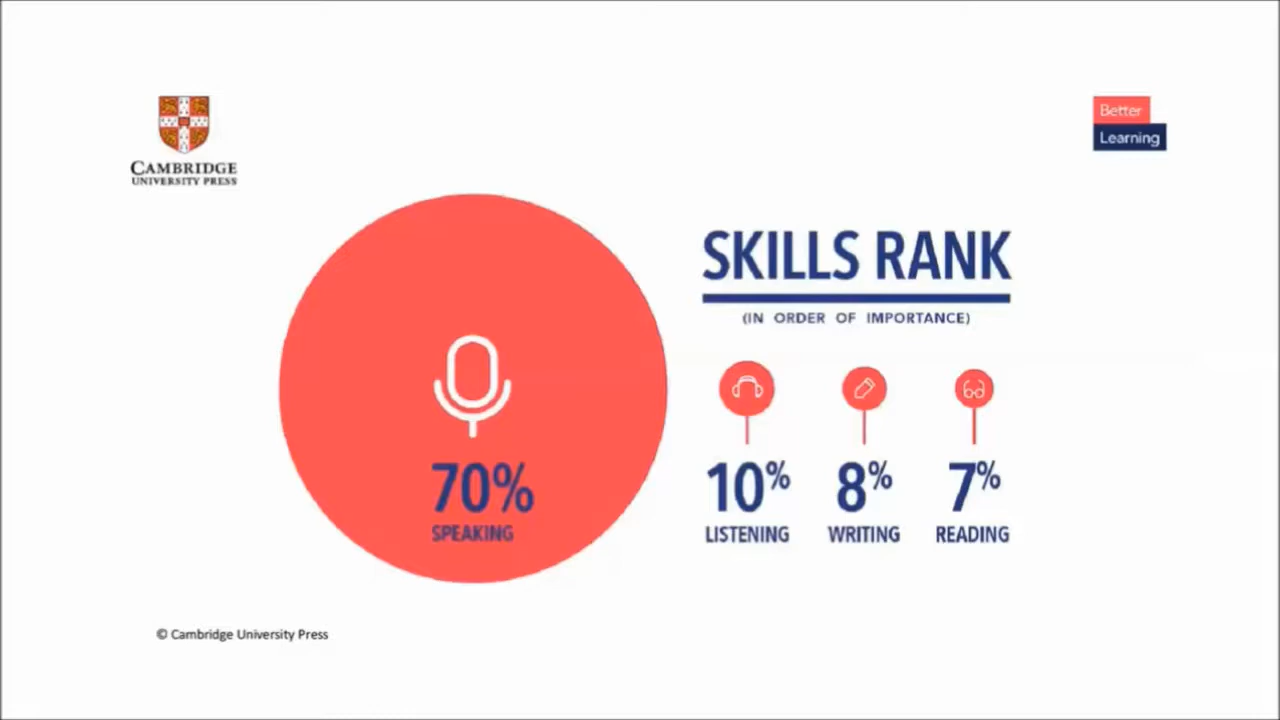 CAMBRIDGE
UNIVERSITY PRESS
Better
Learning
SKILLS RANK
(IN ORDER OF IMPORTANCE)
70%
SPEAKING
10%
LISTENING
8%
WRITING
7%
READING
© Cambridge University Press